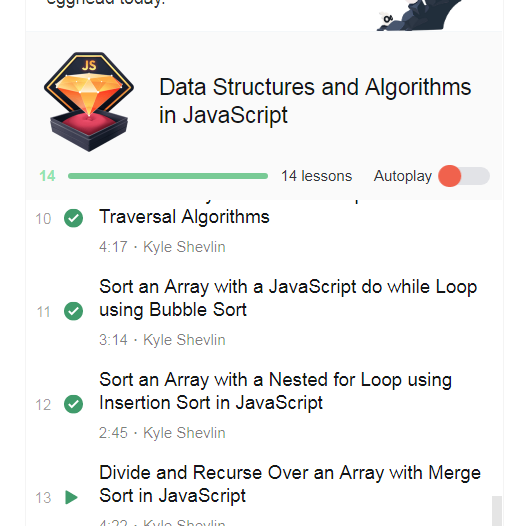 egghead today.
JS
Data Structures and Algorithms
in JavaScript
14
14 lessons
Autoplay
10
Traversal Algorithms
4:17 · Kyle Shevlin
Sort an Array with a JavaScript do while Loop
11
using Bubble Sort
3:14 · Kyle Shevlin
Sort an Array with a Nested for Loop using
12
Insertion Sort in JavaScript
2:45 · Kyle Shevlin
Divide and Recurse Over an Array with Merge
13
Sort in JavaScript
4:22 · Kyle Shevlin